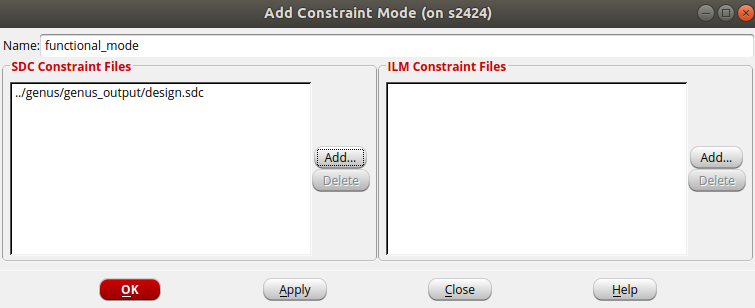 Add Constraint Mode (on s2424)
Name: functional_mode
SDC Constraint Files
ILM Constraint Files
../genus/genus_output/design.sdc
Add...
Delete
Add...
Delete
OK
Apply
Close
Help